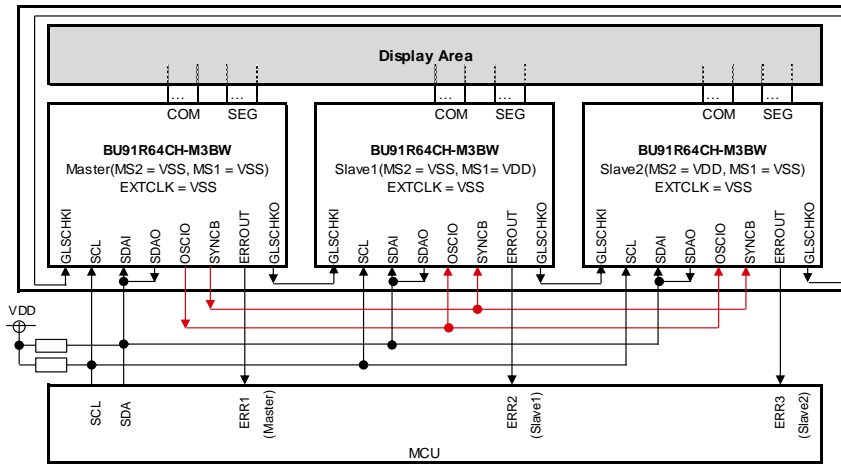 Display Area
... ... ... ... ... ...
COM SEG COM SEG COM SEG
BU91R64CH-M3BW BU91R64CH-M3BW BU91R64CH-M3BW
Master(MS2 = VSS, MS1 = VSS) Slave1(MS2 = VSS, MS1= VDD) Slave2(MS2 = VDD, MS1 = VSS)
EXTCLK = VSS EXTCLK = VSS EXTCLK = VSS
GLSCHKI SCL SDAI SDAO OSCIO SYNCB ERROUT GLSCHKO GLSCHKI SCL SDAI SDAO OSCIO SYNCB ERROUT GLSCHKO GLSCHKI SCL SDAI SDAO OSCIO SYNCB ERROUT GLSCHKO
VDD
SCL SDA ERR1 (Master) ERR2 (Slave1) ERR3 (Slave2)
MCU